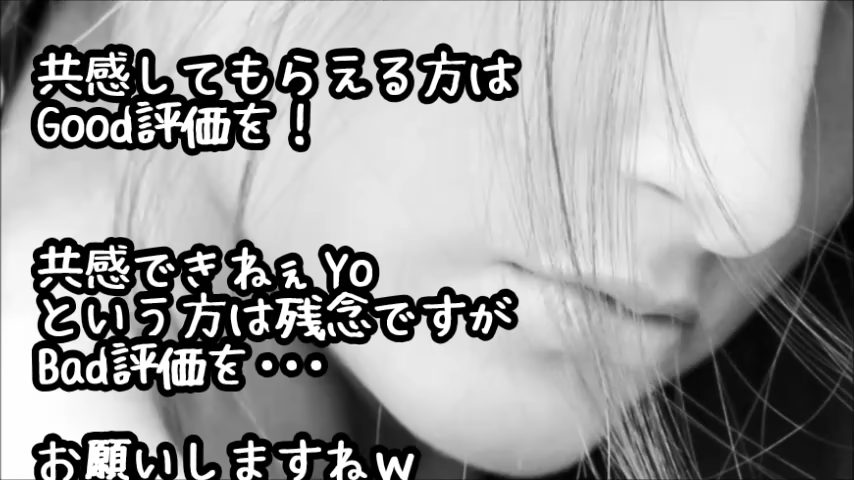 共感してもらえる方は
Good評価を！
共感できねぇYo
という方は残念ですが
Bad評価を･･･
お願いしますねｗ